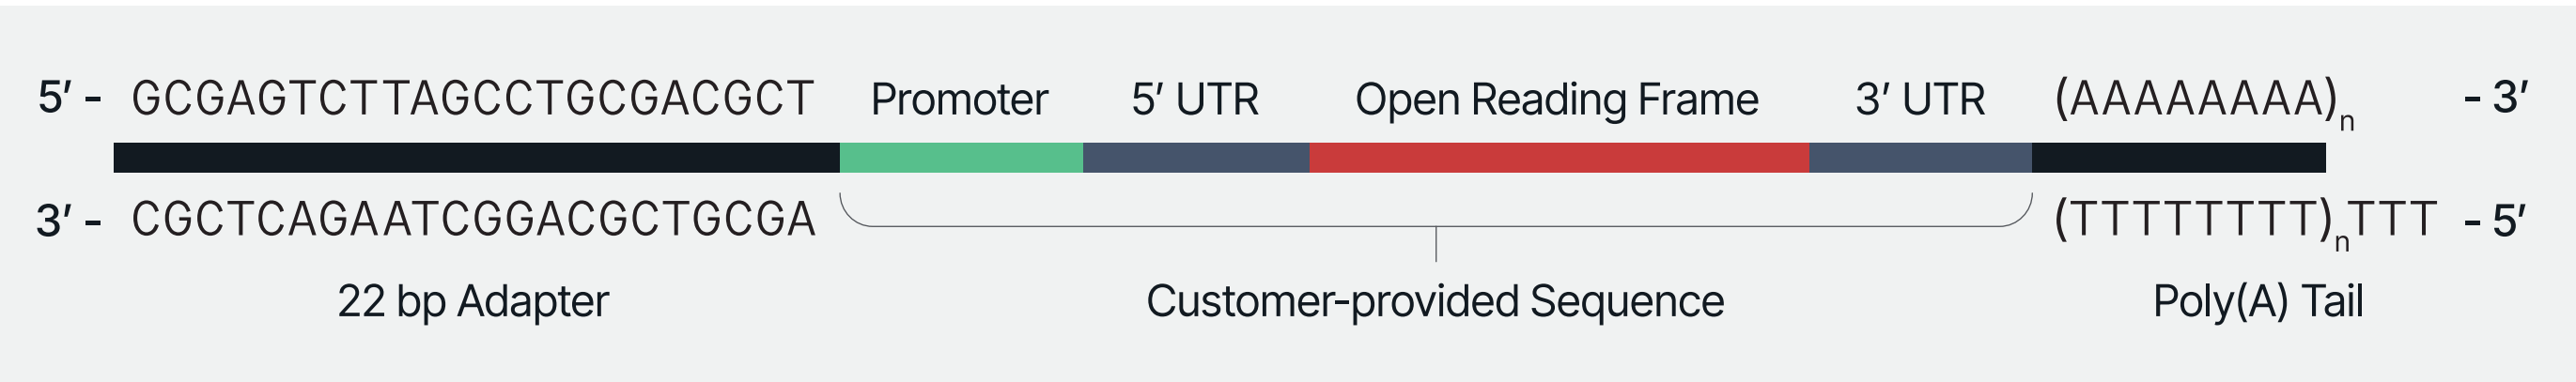 5′ - GCGAGTCTTAGCCTGCGACGCT Promoter 5′ UTR Open Reading Frame 3′ UTR (AAAAAAAA)n - 3′
3′ - CGCTCAGAATCGGACGCTGCGA (TTTTTTTT)nTTT - 5′
22 bp Adapter Customer-provided Sequence Poly(A) Tail